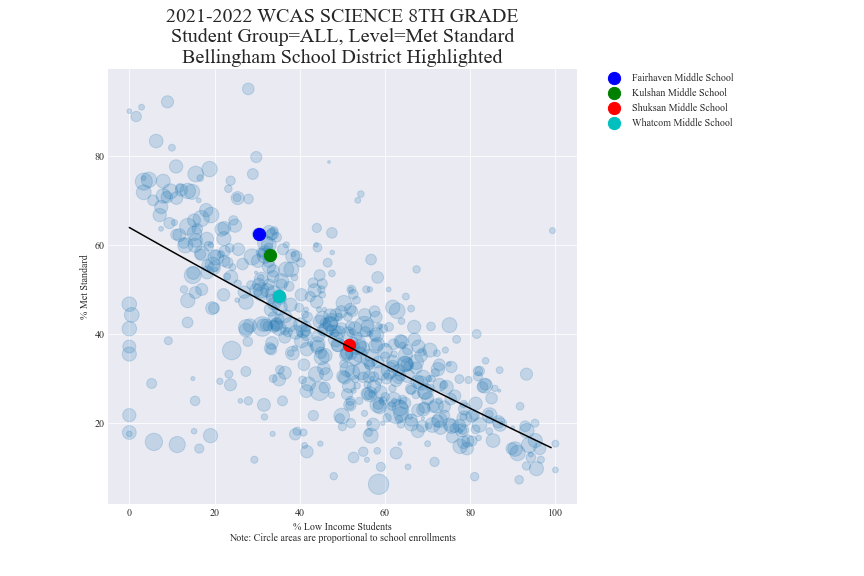 2021-2022 WCAS SCIENCE 8TH GRADE
Student Group=ALL, Level=Met Standard
Bellingham School District Highlighted
Fairhaven Middle School
Kulshan Middle School
Shuksan Middle School
Whatcom Middle School
% Met Standard
80
60
40
20
0 20 40 60 80 100
% Low Income Students
Note: Circle areas are proportional to school enrollments